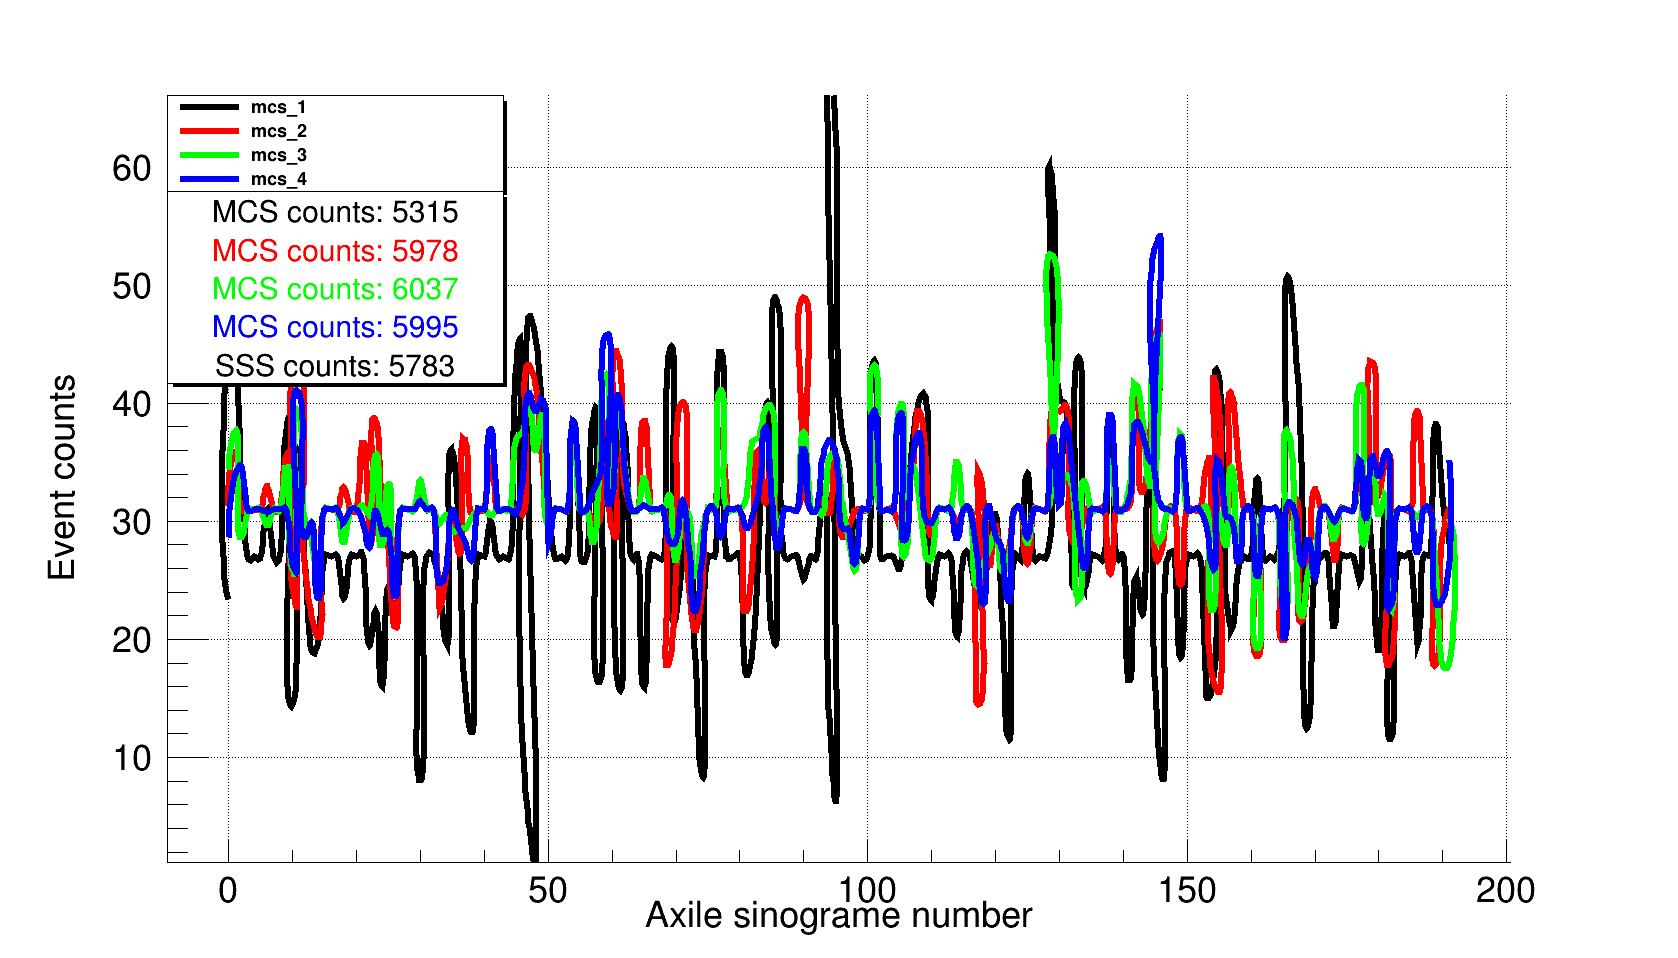 mcs_1
mcs_2
mcs_3
mcs_4
MCS counts: 5315
MCS counts: 5978
MCS counts: 6037
MCS counts: 5995
SSS counts: 5783
60
50
40
30
20
10
Event counts
0 50 100 150 200
Axile sinograme number